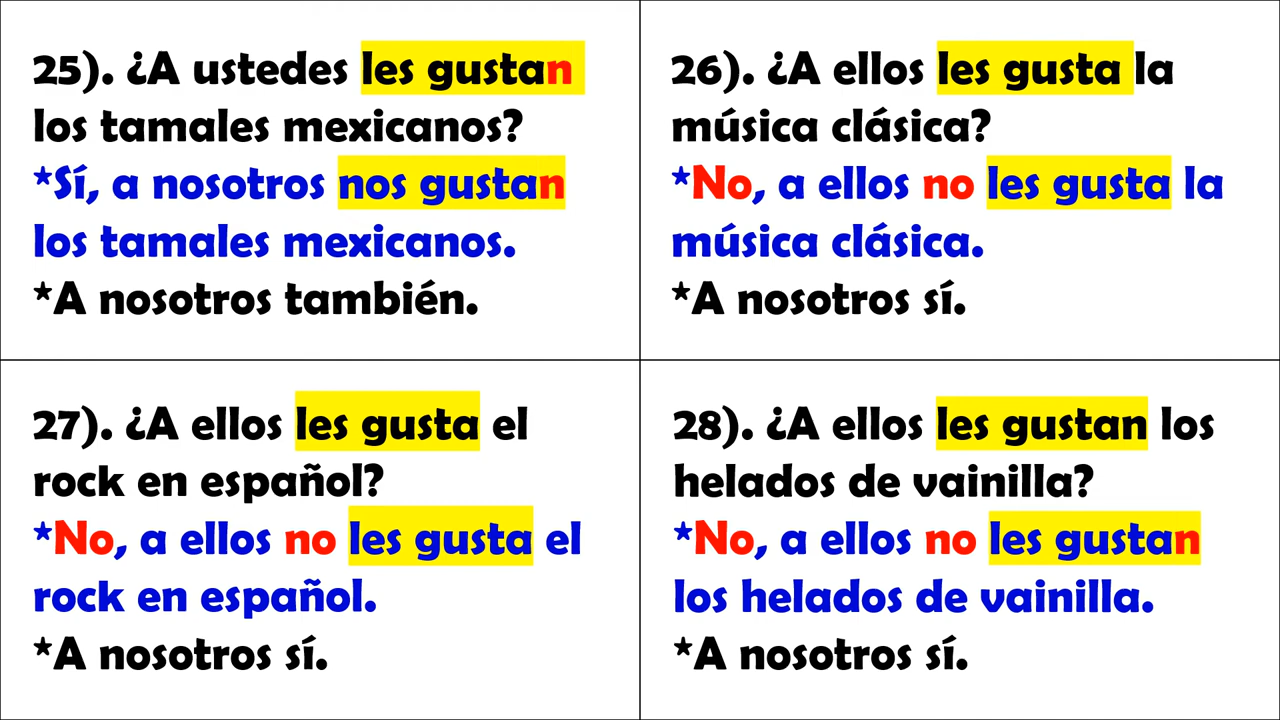 25). ¿A ustedes les gustan
los tamales mexicanos?
*Sí, a nosotros nos gustan
los tamales mexicanos.
*A nosotros también.
26). ¿A ellos les gusta la
música clásica?
*No, a ellos no les gusta la
música clásica.
*A nosotros sí.
27). ¿A ellos les gusta el
rock en español?
*No, a ellos no les gusta el
rock en español.
*A nosotros sí.
28). ¿A ellos les gustan los
helados de vainilla?
*No, a ellos no les gustan
los helados de vainilla.
*A nosotros sí.